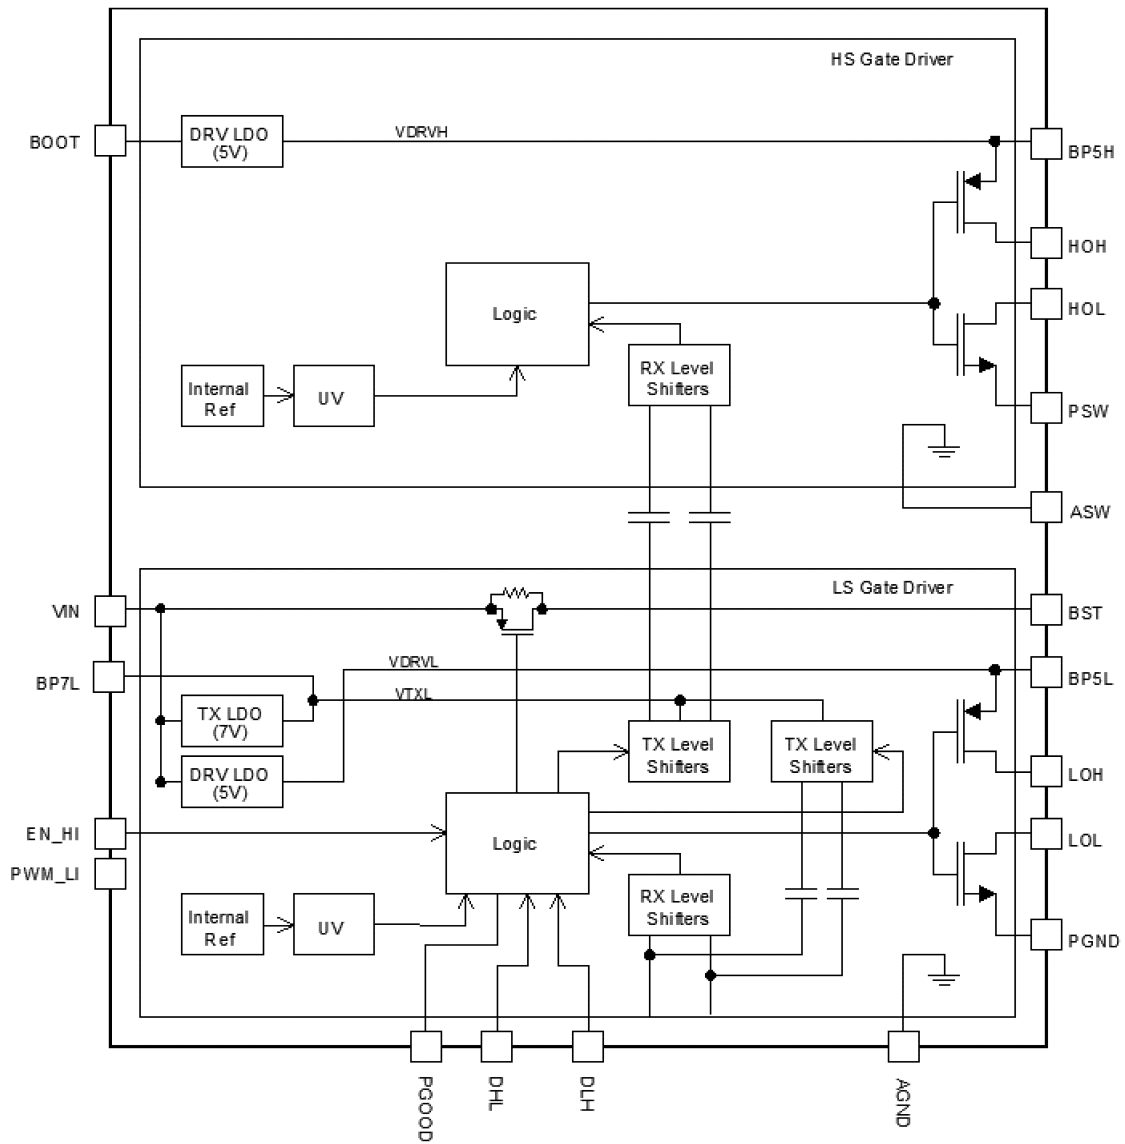 HS Gate Driver
BOOT
DRV LDO
(5V)
VDRVH
BP5H
HOH
HOL
Logic
RX Level
Shifters
Internal
Ref
UV
PSW
ASW
LS Gate Driver
VIN
BST
BP7L
VDRVL
BP5L
VTXL
TX LDO
(7V)
TX Level
Shifters
TX Level
Shifters
DRV LDO
(5V)
LOH
EN_HI
Logic
LOL
PWM_LI
RX Level
Shifters
Internal
Ref
UV
PGND
PGOOD
DHL
DLH
AGND